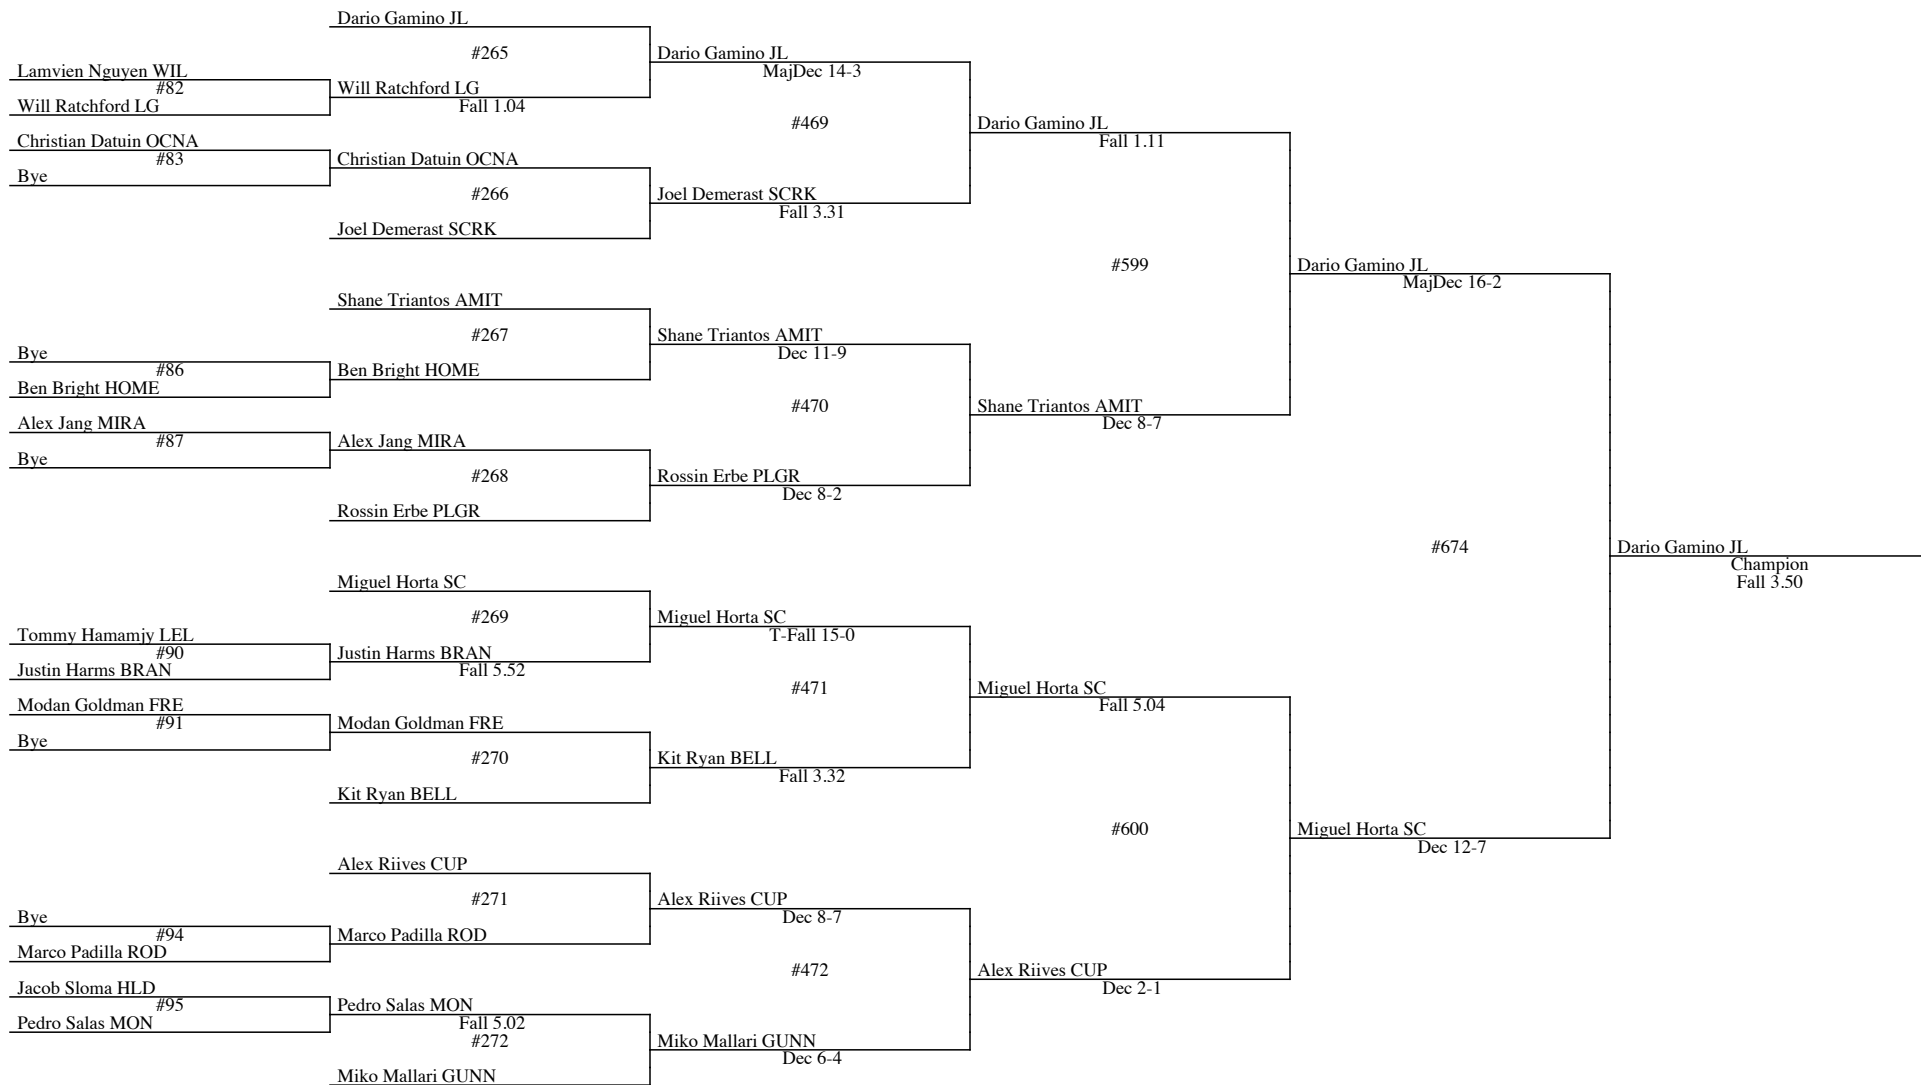 Dario Gamino JL
#265
Dario Gamino JL
MajDec 14-3
Lamvien Nguyen WIL
#82
Will Ratchford LG
Will Ratchford LG
Fall 1.04
#469
Dario Gamino JL
Fall 1.11
Christian Datuin OCNA
#83
Bye
Christian Datuin OCNA
#266
Joel Demerast SCRK
Fall 3.31
Joel Demerast SCRK
#599
Dario Gamino JL
MajDec 16-2
Shane Triantos AMIT
#267
Shane Triantos AMIT
Dec 11-9
Bye
#86
Ben Bright HOME
Ben Bright HOME
#470
Shane Triantos AMIT
Dec 8-7
Alex Jang MIRA
#87
Bye
Alex Jang MIRA
#268
Rossin Erbe PLGR
Dec 8-2
Rossin Erbe PLGR
#674
Dario Gamino JL
Champion
Fall 3.50
Miguel Horta SC
#269
Miguel Horta SC
T-Fall 15-0
Tommy Hamamjy LEL
#90
Justin Harms BRAN
Justin Harms BRAN
Fall 5.52
#471
Miguel Horta SC
Fall 5.04
Modan Goldman FRE
#91
Bye
Modan Goldman FRE
#270
Kit Ryan BELL
Fall 3.32
Kit Ryan BELL
#600
Miguel Horta SC
Dec 12-7
Alex Riives CUP
#271
Alex Riives CUP
Dec 8-7
Bye
#94
Marco Padilla ROD
Marco Padilla ROD
#472
Alex Riives CUP
Dec 2-1
Jacob Sloma HLD
#95
Pedro Salas MON
Pedro Salas MON
Fall 5.02
#272
Miko Mallari GUNN
Dec 6-4
Miko Mallari GUNN